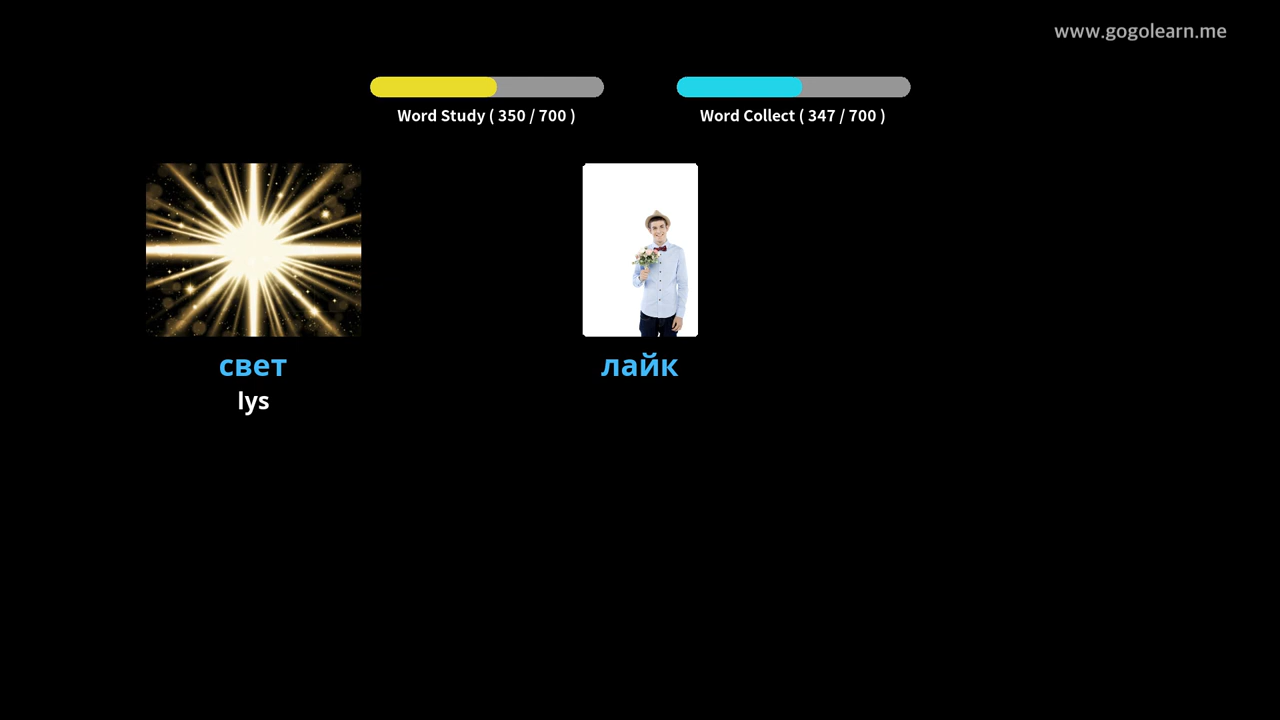 www.gogolearn.me
Word Study ( 350 / 700 )
Word Collect ( 347 / 700 )
свет
lys
лайк